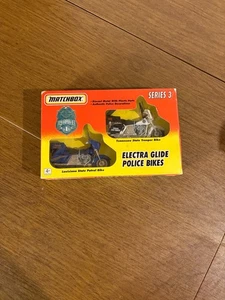 MATCHBOX
SERIES 3
Tennessee State Trooper Bike
ELECTRA GLIDE
POLICE BIKES
Louisiana State Patrol Bike